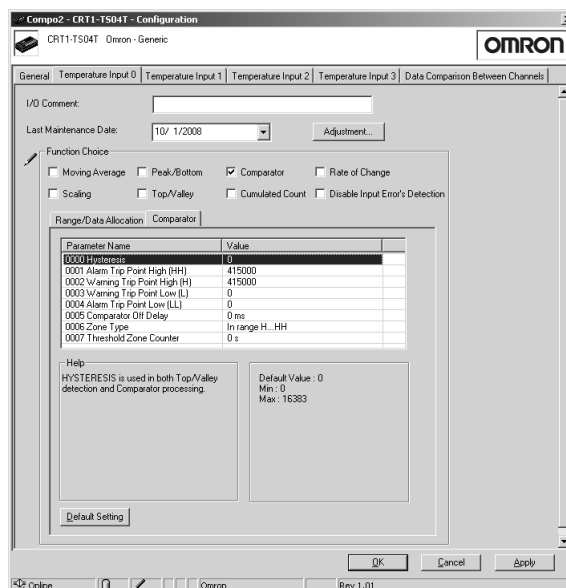 Compo2 - CRT1-TS04T - Configuration
CRT1-TS04T Omron - Generic
OMRON
General Temperature Input 0 Temperature Input 1 Temperature Input 2 Temperature Input 3 Data Comparison Between Channels
I/O Comment:
Last Maintenance Date: 10/ 1/2008 Adjustment...
Function Choice
Moving Average Peak/Bottom Comparator Rate of Change
Scaling Top/Valley Cumulated Count Disable Input Error's Detection
Range/Data Allocation Comparator
Parameter Name Value
0000 Hysteresis 0
0001 Alarm Trip Point High (HH) 415000
0002 Warning Trip Point High (H) 415000
0003 Warning Trip Point Low (L) 0
0004 Alarm Trip Point Low (LL) 0
0005 Comparator Off Delay 0 ms
0006 Zone Type In range H...HH
0007 Threshold Zone Counter 0 s
Help
HYSTERESIS is used in both Top/Valley
detection and Comparator processing.
Default Value : 0
Min : 0
Max : 16383
Default Setting
OK Cancel Apply
Online Omron Rev 1.01